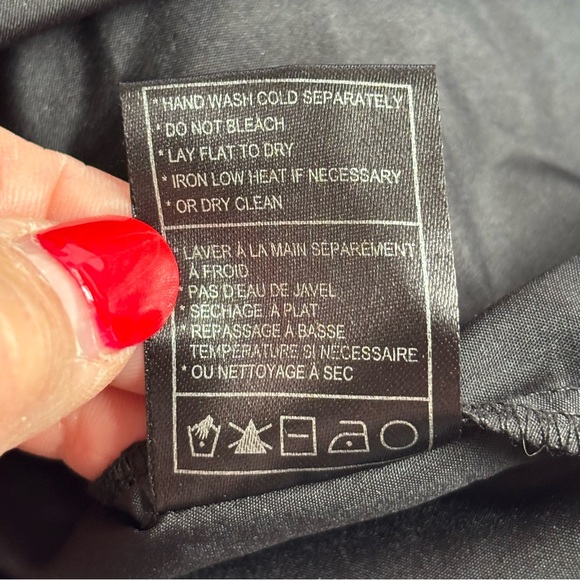 * HAND WASH COLD SEPARATELY
* DO NOT BLEACH
* LAY FLAT TO DRY
* IRON LOW HEAT IF NECESSARY
* OR DRY CLEAN
* LAVER À LA MAIN SÉPARÉMENT
À FROID
* PAS D'EAU DE JAVEL
* SÉCHAGE À PLAT
* REPASSAGE À BASSE
TEMPÉRATURE SI NÉCESSAIRE
* OU NETTOYAGE À SEC